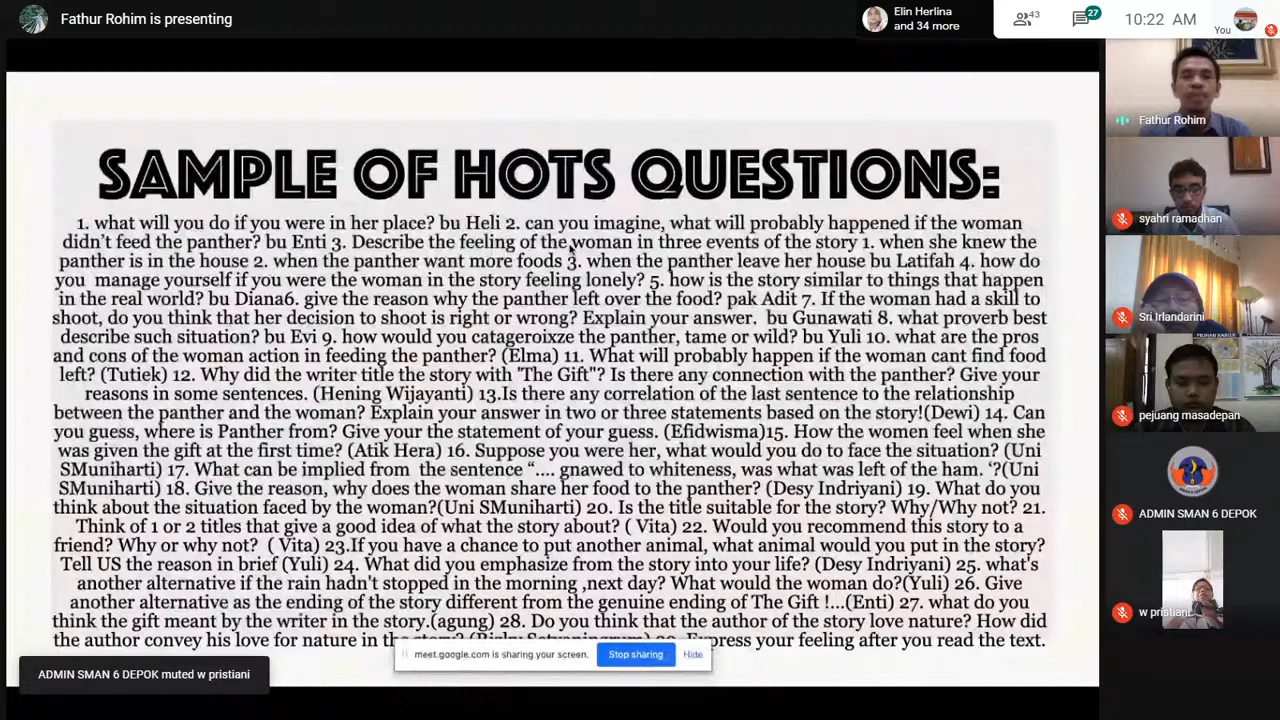 Fathur Rohim is presenting
Elin Herlina
and 34 more
43
27
10:22 AM
You
SAMPLE OF HOTS QUESTIONS:
1. what will you do if you were in her place? bu Heli 2. can you imagine, what will probably happened if the woman
didn't feed the panther? bu Enti 3. Describe the feeling of the woman in three events of the story 1. when she knew the
panther is in the house 2. when the panther want more foods 3. when the panther leave her house bu Latifah 4. how do
you manage yourself if you were the woman in the story feeling lonely? 5. how is the story similar to things that happen
in the real world? bu Diana6. give the reason why the panther left over the food? pak Adit 7. If the woman had a skill to
shoot, do you think that her decision to shoot is right or wrong? Explain your answer. bu Gunawati 8. what proverb best
describe such situation? bu Evi 9. how would you catagroixze the panther, tame or wild? bu Yuli 10. what are the pros
and cons of the woman action in feeding the panther? (Elma) 11. What will probably happen if the woman cant find food
left? (Tutiek) 12. Why did the writer title the story with 'The Gift"? Is there any connection with the panther? Give your
reasons in some sentences. (Hening Wijayanti) 13.Is there any correlation of the last sentence to the relationship
between the panther and the woman? Explain your answer in two or three statements based on the story!(Dewi) 14. Can
you guess, where is Panther from? Give your the statement of your guess. (Efidwisma)15. How the women feel when she
was given the gift at the first time? (Atik Hera) 16. Suppose you were her, what would you do to face the situation? (Uni
SMuniharti) 17. What can be implied from the sentence “.... gnawed to whiteness, was what was left of the ham. ‘?(Uni
SMuniharti) 18. Give the reason, why does the woman share her food to the panther? (Desy Indriyani) 19. What do you
think about the situation faced by the woman?(Uni SMuniharti) 20. Is the title suitable for the story? Why/Why not? 21.
Think of 1 or 2 titles that give a good idea of what the story about? ( Vita) 22. Would you recommend this story to a
friend? Why or why not? ( Vita) 23.If you have a chance to put another animal, what animal would you put in the story?
Tell US the reason in brief (Yuli) 24. What did you emphasize from the story into your life? (Desy Indriyani) 25. what's
another alternative if the rain hadn't stopped in the morning ,next day? What would the woman do?(Yuli) 26. Give
another alternative as the ending of the story different from the genuine ending of The Gift !...(Enti) 27. what do you
think the gift meant by the writer in the story.(agung) 28. Do you think that the author of the story love nature? How did
the author convey his love for nature in the press your feeling after you read the text.
meet.google.com is sharing your screen.
Stop sharing
Hide
ADMIN SMAN 6 DEPOK muted w pristiani
Fathur Rohim
syahri ramadhan
Sri Irlandarini
pejuang masadepan
ADMIN SMAN 6 DEPOK
w pristiani